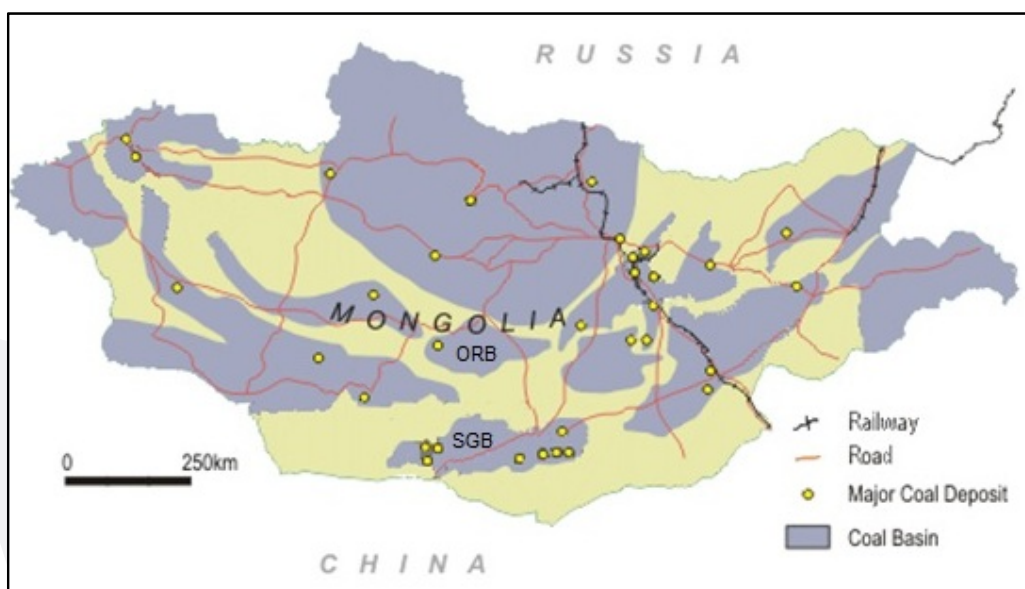 RUSSIA
MONGOLIA
ORB
SGB
0 250km
Railway
Road
Major Coal Deposit
Coal Basin
CHINA